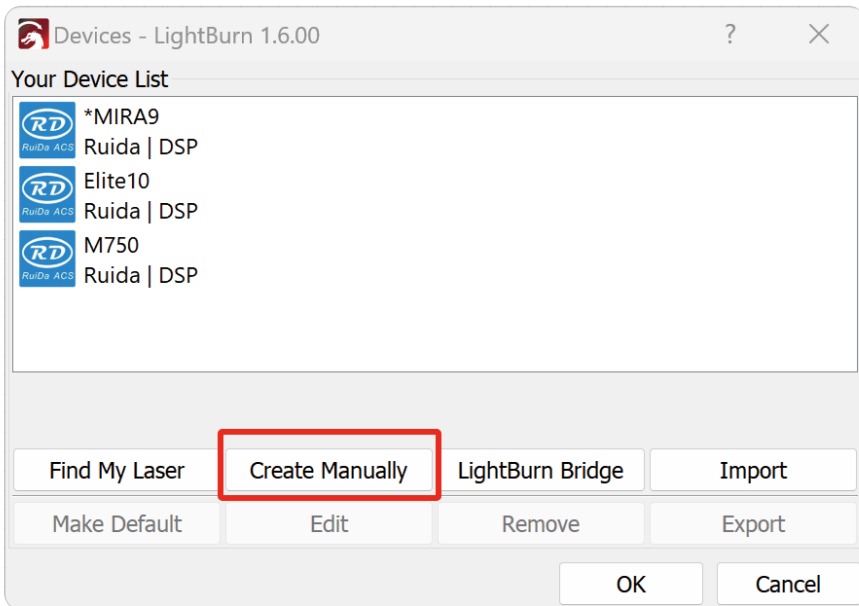 Devices - LightBurn 1.6.00
Your Device List
RD
RuiDa ACS
*MIRA9
Ruida | DSP
RD
RuiDa ACS
Elite10
Ruida | DSP
RD
RuiDa ACS
M750
Ruida | DSP
Find My Laser Create Manually LightBurn Bridge Import
Make Default Edit Remove Export
OK Cancel